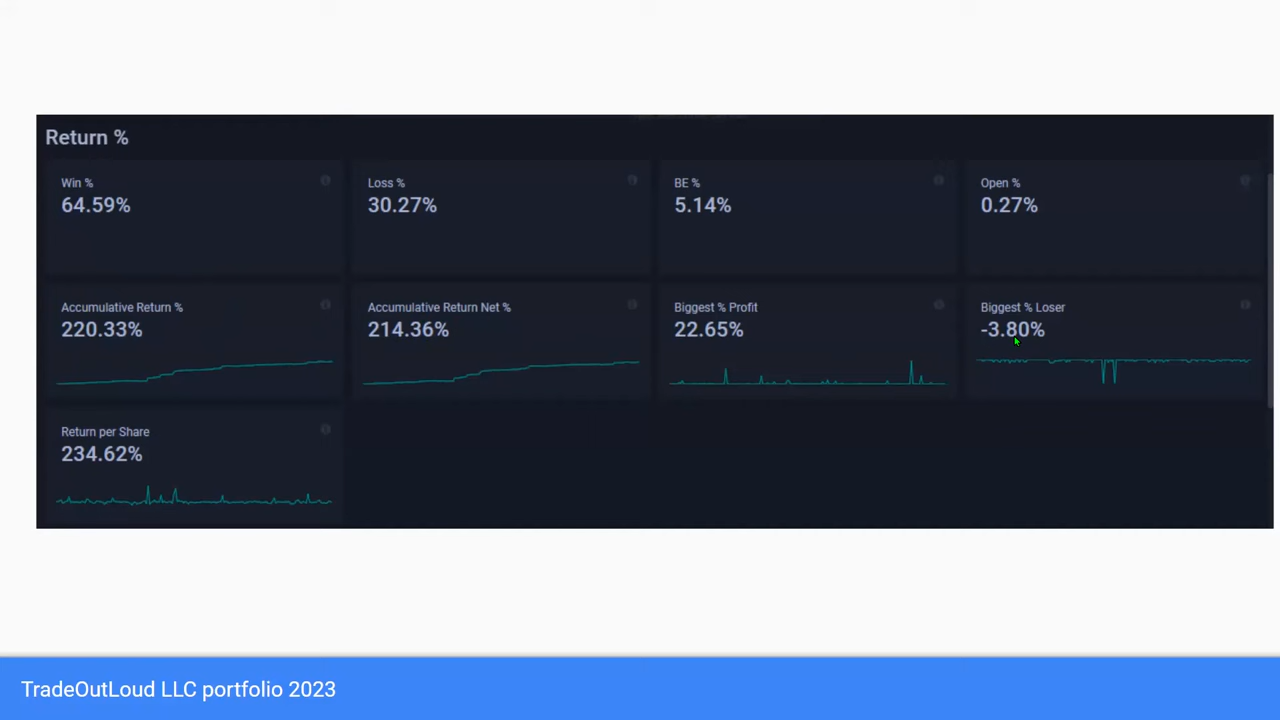 Return %
Win %
64.59%
Loss %
30.27%
BE %
5.14%
Open %
0.27%
Accumulative Return %
220.33%
Accumulative Return Net %
214.36%
Biggest % Profit
22.65%
Biggest % Loser
-3.80%
Return per Share
234.62%
TradeOutLoud LLC portfolio 2023